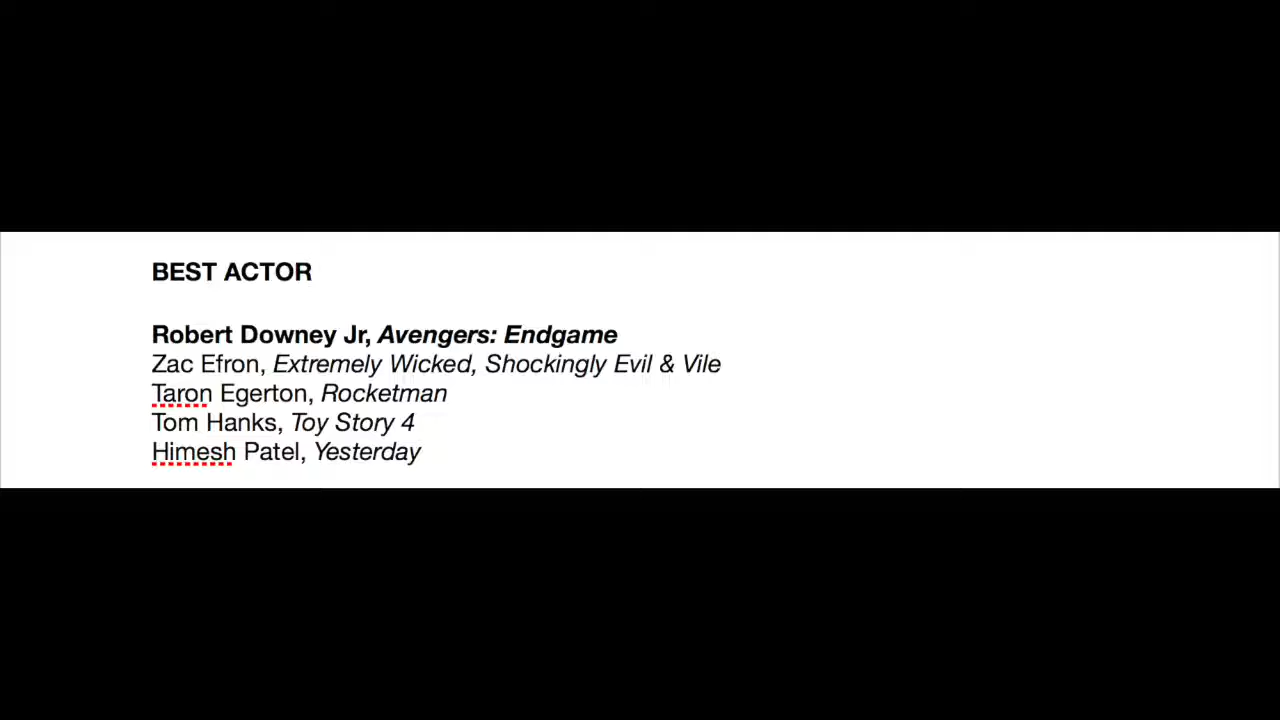 BEST ACTOR
Robert Downey Jr, Avengers: Endgame
Zac Efron, Extremely Wicked, Shockingly Evil & Vile
Taron Egerton, Rocketman
Tom Hanks, Toy Story 4
Himesh Patel, Yesterday